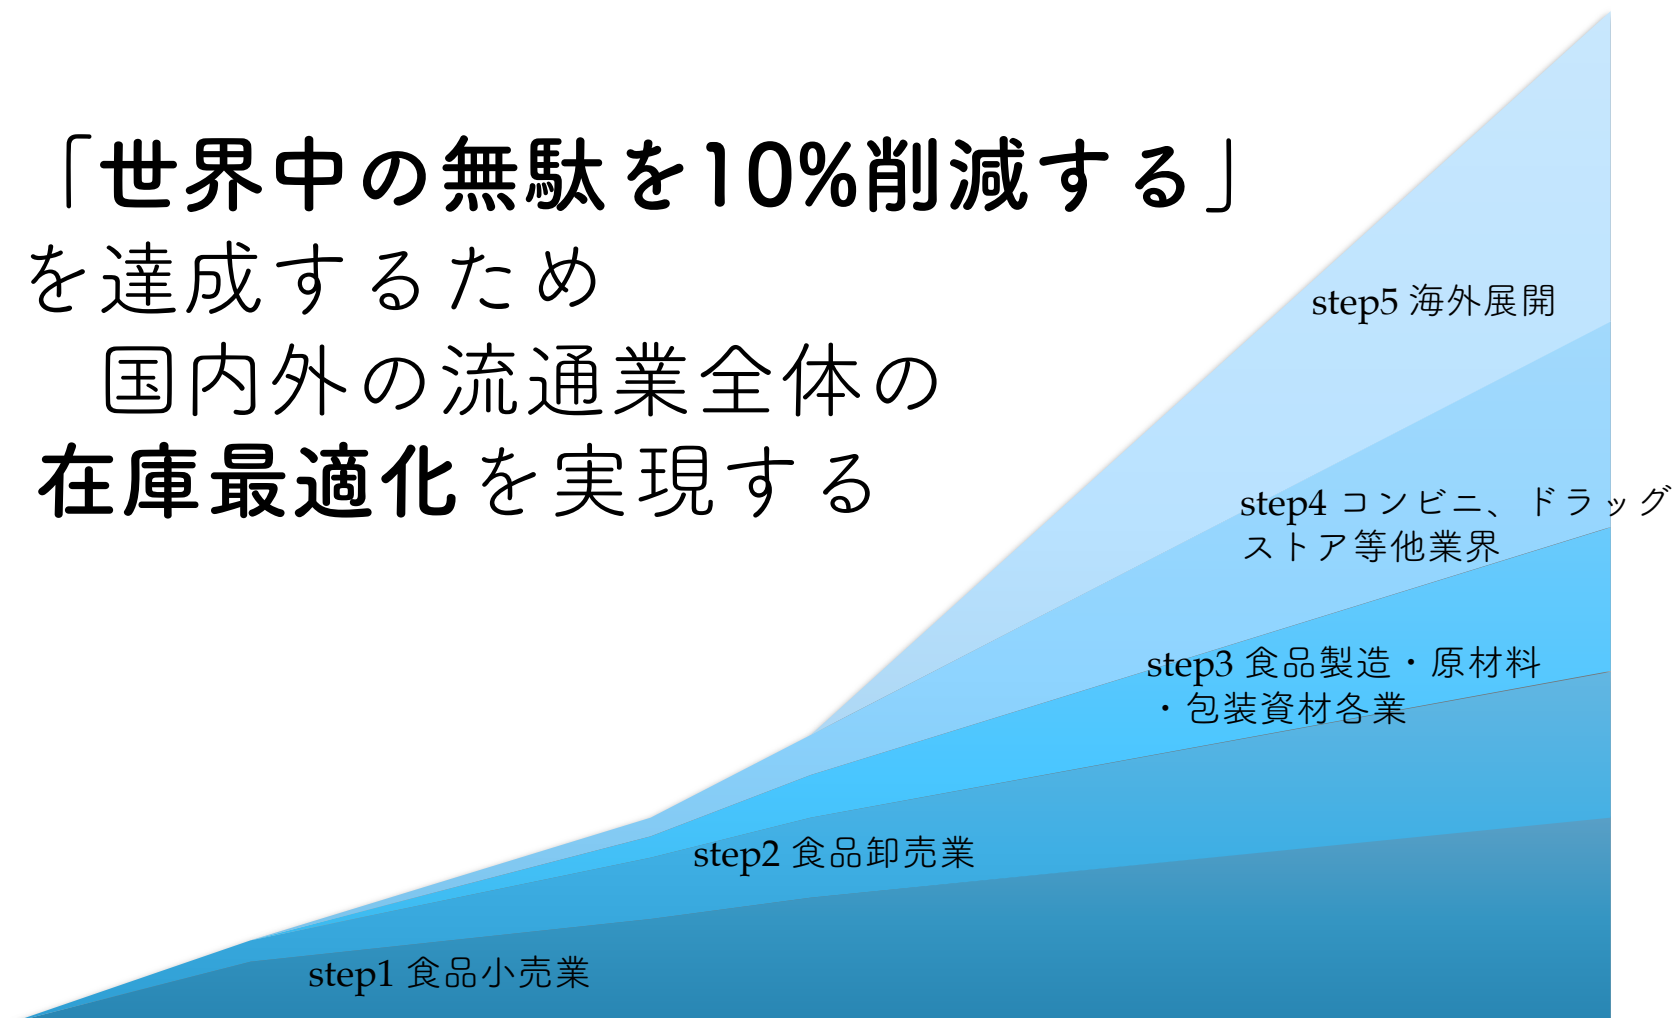 「世界中の無駄を10%削減する」
を達成するため
国内外の流通業全体の
在庫最適化を実現する
step5 海外展開
step4 コンビニ、ドラッグ
ストア等他業界
step3 食品製造・原材料
・包装資材各業
step2 食品卸売業
step1 食品小売業